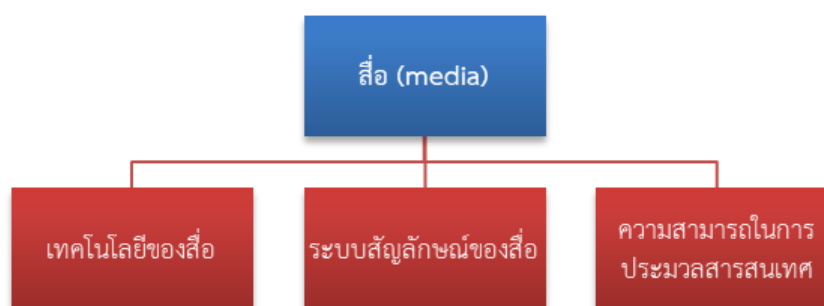 สื่อ (media)
เทคโนโลยีของสื่อ
ระบบสัญลักษณ์ของสื่อ
ความสามารถในการ
ประมวลสารสนเทศ